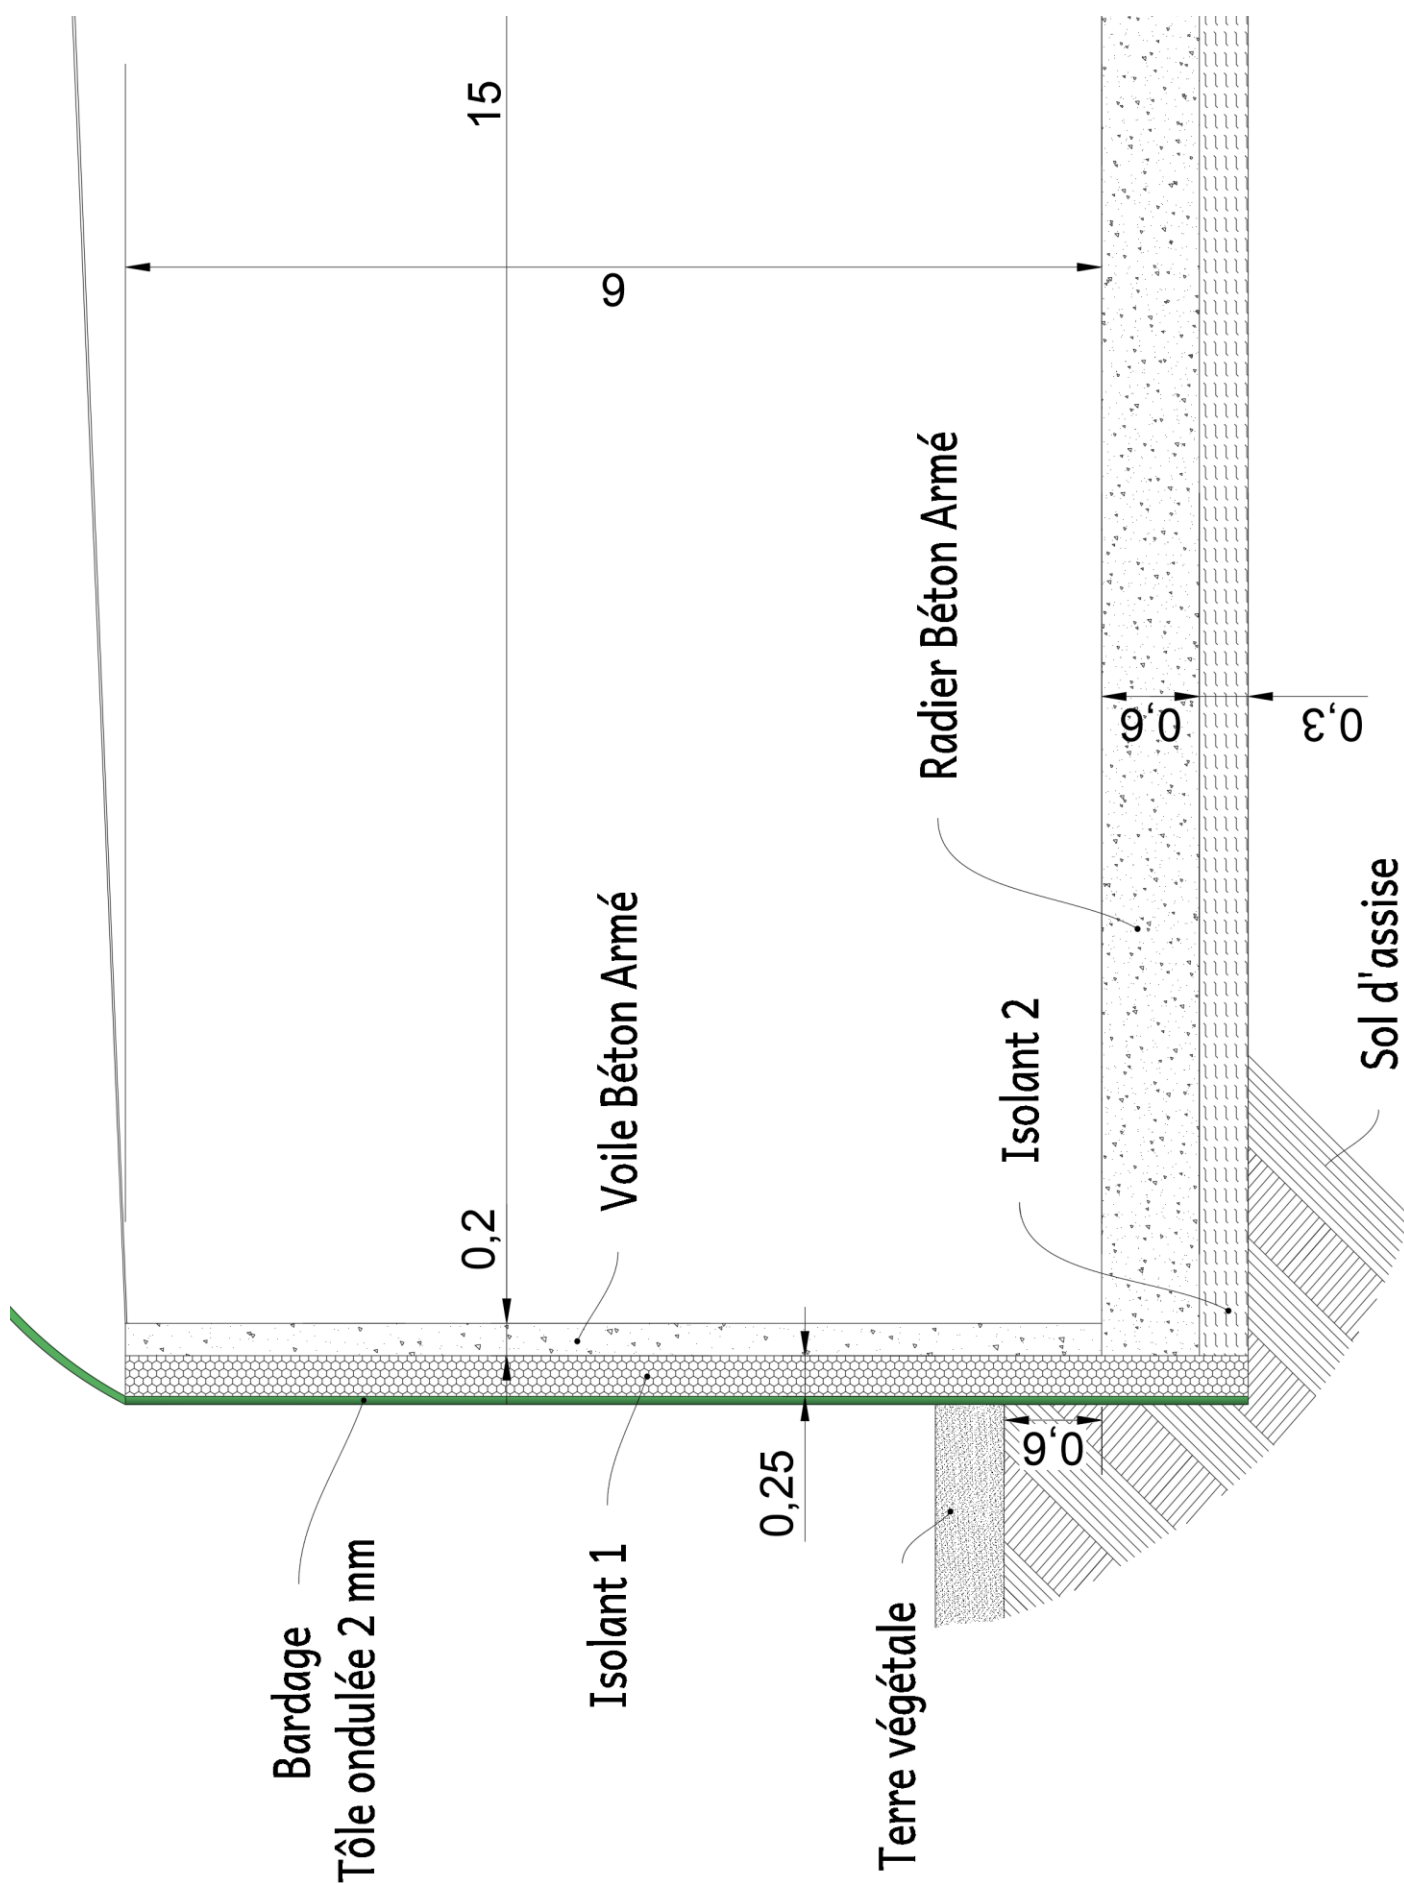 15
6
Radier Béton Armé
0,6
0,3
Voile Béton Armé
0,2
Isolant 2
Sol d'assise
0,6
0,25
Bardage
Tôle ondulée 2 mm
Isolant 1
Terre végétale